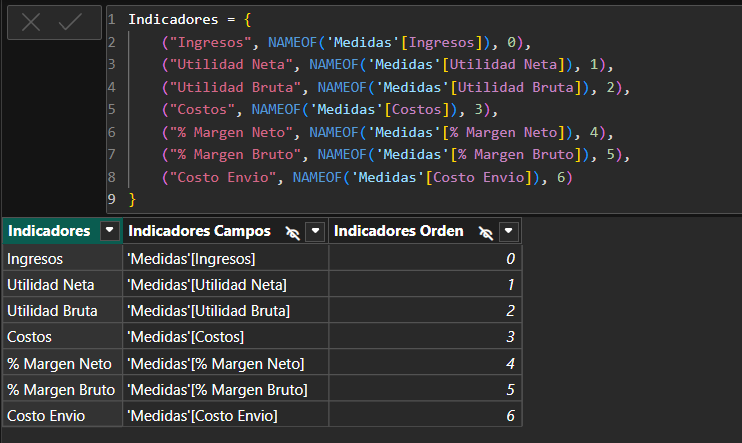 1 Indicadores = {
2 ("Ingresos", NAMEOF('Medidas'[Ingresos]), 0),
3 ("Utilidad Neta", NAMEOF('Medidas'[Utilidad Neta]), 1),
4 ("Utilidad Bruta", NAMEOF('Medidas'[Utilidad Bruta]), 2),
5 ("Costos", NAMEOF('Medidas'[Costos]), 3),
6 ("% Margen Neto", NAMEOF('Medidas'[% Margen Neto]), 4),
7 ("% Margen Bruto", NAMEOF('Medidas'[% Margen Bruto]), 5),
8 ("Costo Envio", NAMEOF('Medidas'[Costo Envio]), 6)
9 }
Indicadores Indicadores Campos Indicadores Orden
Ingresos 'Medidas'[Ingresos] 0
Utilidad Neta 'Medidas'[Utilidad Neta] 1
Utilidad Bruta 'Medidas'[Utilidad Bruta] 2
Costos 'Medidas'[Costos] 3
% Margen Neto 'Medidas'[% Margen Neto] 4
% Margen Bruto 'Medidas'[% Margen Bruto] 5
Costo Envio 'Medidas'[Costo Envio] 6